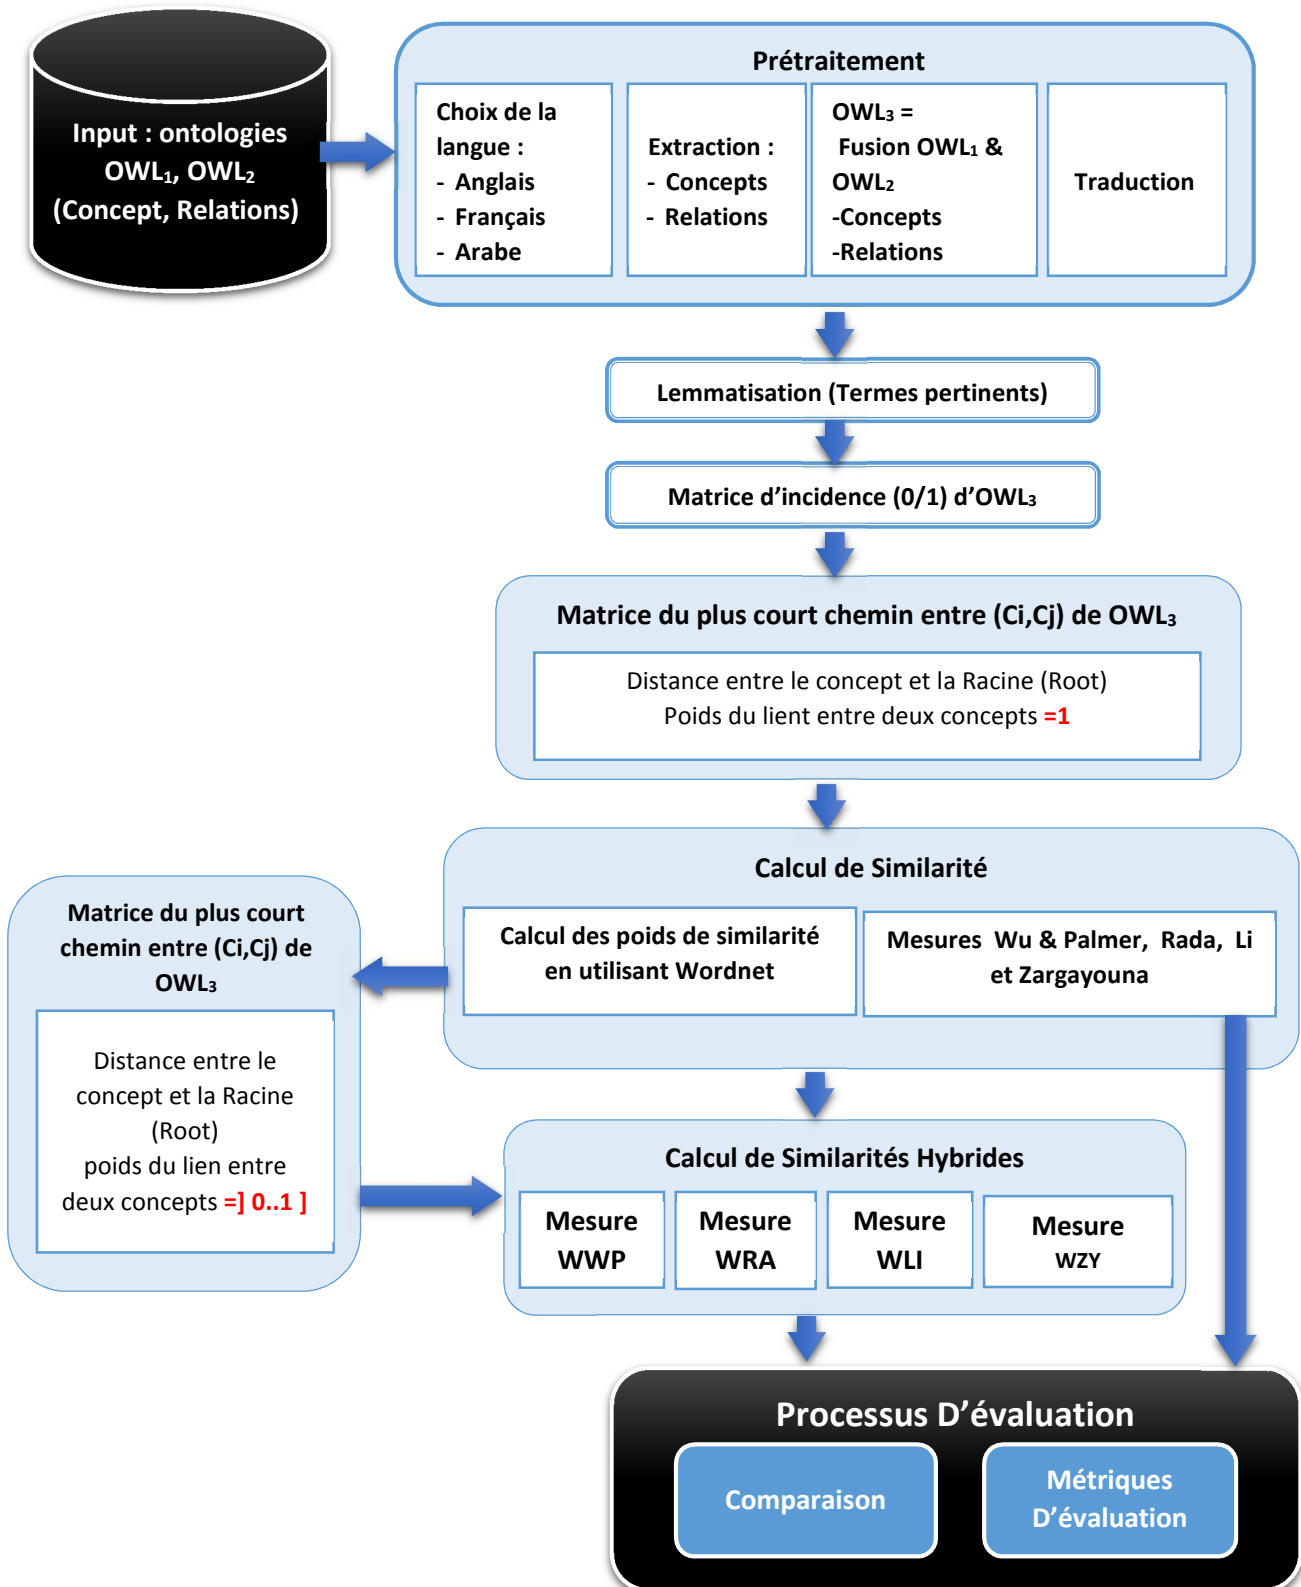 Input : ontologies
OWL₁, OWL₂
(Concept, Relations)
Prétraitement
Choix de la
langue :
- Anglais
- Français
- Arabe
Extraction :
- Concepts
- Relations
OWL₃ =
Fusion OWL₁ &
OWL₂
-Concepts
-Relations
Traduction
Lemmatisation (Termes pertinents)
Matrice d’incidence (0/1) d’OWL₃
Matrice du plus court chemin entre (Ci,Cj) de OWL₃
Distance entre le concept et la Racine (Root)
Poids du lient entre deux concepts =1
Calcul de Similarité
Calcul des poids de similarité
en utilisant Wordnet
Mesures Wu & Palmer, Rada, Li
et Zargayouna
Matrice du plus court
chemin entre (Ci,Cj) de
OWL₃
Distance entre le
concept et la Racine
(Root)
poids du lien entre
deux concepts =] 0..1 ]
Calcul de Similarités Hybrides
Mesure
WWP
Mesure
WRA
Mesure
WLI
Mesure
WZY
Processus D’évaluation
Comparaison
Métriques
D’évaluation